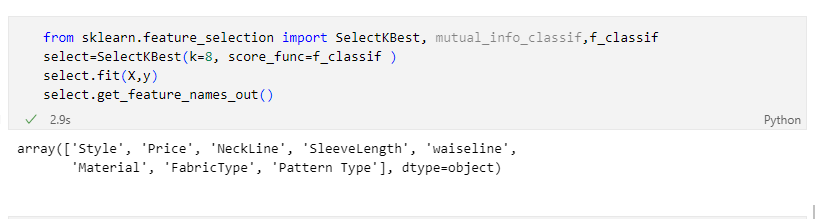 from sklearn.feature_selection import SelectKBest, mutual_info_classif,f_classif
select=SelectKBest(k=8, score_func=f_classif )
select.fit(X,y)
select.get_feature_names_out()
✓ 2.9s Python
array(['Style', 'Price', 'NeckLine', 'SleeveLength', 'waiseline',
'Material', 'FabricType', 'Pattern Type'], dtype=object)